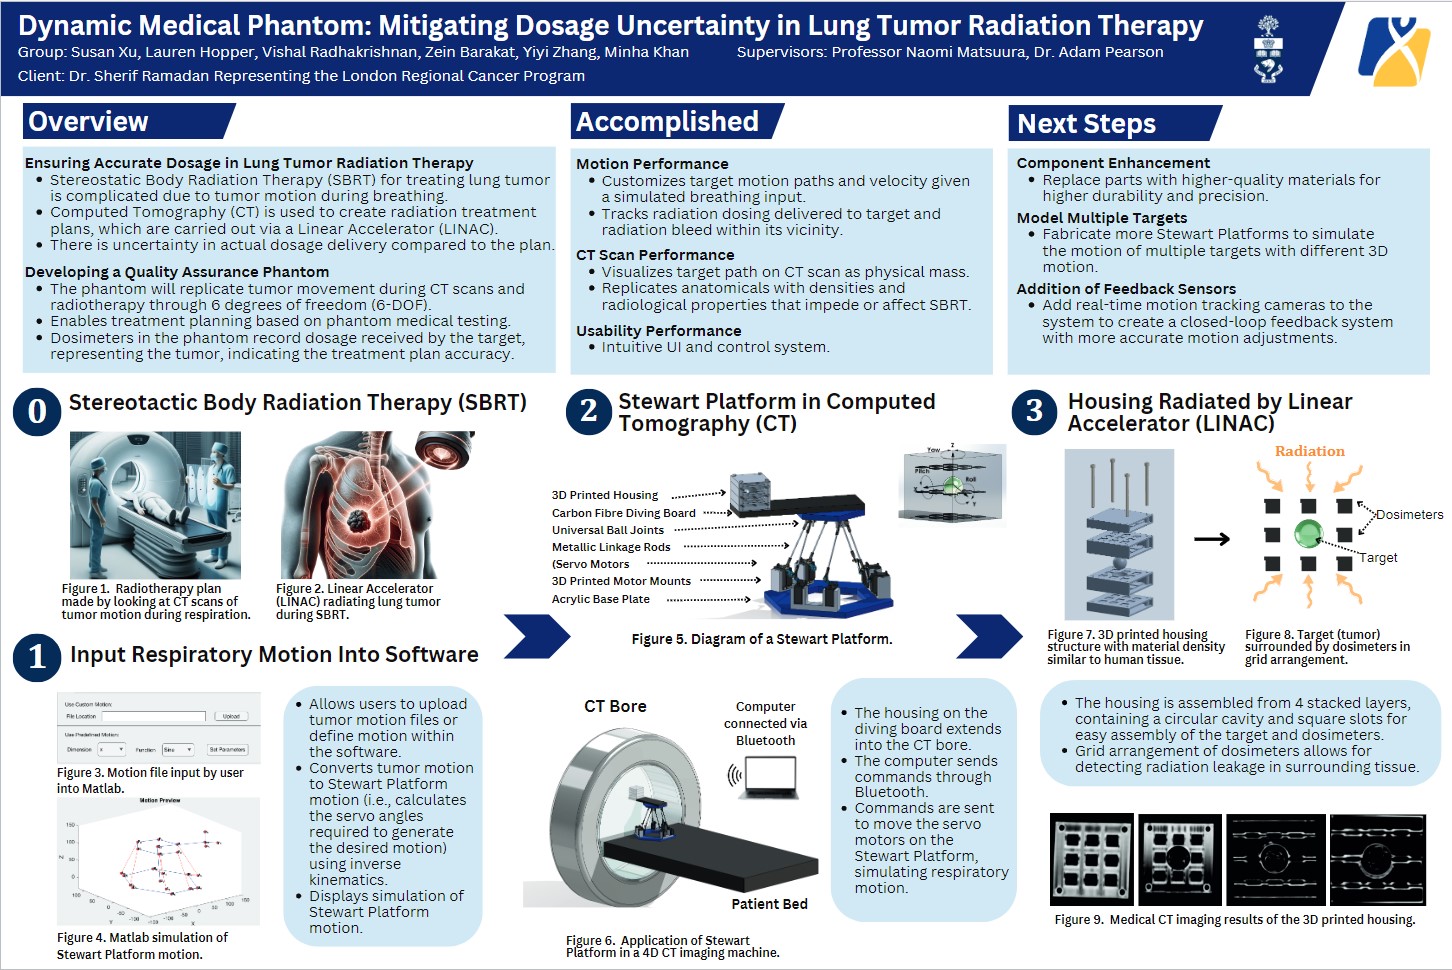 Dynamic Medical Phantom: Mitigating Dosage Uncertainty in Lung Tumor Radiation Therapy
Group: Susan Xu, Lauren Hopper, Vishal Radhakrishnan, Zein Barakat, Yiyi Zhang, Minha Khan
Supervisors: Professor Naomi Matsuura, Dr. Adam Pearson
Client: Dr. Sherif Ramadan Representing the London Regional Cancer Program
Overview
Ensuring Accurate Dosage in Lung Tumor Radiation Therapy
• Stereostatic Body Radiation Therapy (SBRT) for treating lung tumor
is complicated due to tumor motion during breathing.
• Computed Tomography (CT) is used to create radiation treatment
plans, which are carried out via a Linear Accelerator (LINAC).
• There is uncertainty in actual dosage delivery compared to the plan.
Developing a Quality Assurance Phantom
• The phantom will replicate tumor movement during CT scans and
radiotherapy through 6 degrees of freedom (6-DOF).
• Enables treatment planning based on phantom medical testing.
• Dosimeters in the phantom record dosage received by the target,
representing the tumor, indicating the treatment plan accuracy.
Accomplished
Motion Performance
• Customizes target motion paths and velocity given
a simulated breathing input.
• Tracks radiation dosing delivered to target and
radiation bleed within its vicinity.
CT Scan Performance
• Visualizes target path on CT scan as physical mass.
• Replicates anatomicals with densities and
radiological properties that impede or affect SBRT.
Usability Performance
• Intuitive UI and control system.
Next Steps
Component Enhancement
• Replace parts with higher-quality materials for
higher durability and precision.
Model Multiple Targets
• Fabricate more Stewart Platforms to simulate
the motion of multiple targets with different 3D
motion.
Addition of Feedback Sensors
• Add real-time motion tracking cameras to the
system to create a closed-loop feedback system
with more accurate motion adjustments.
0
Stereotactic Body Radiation Therapy (SBRT)
Figure 1. Radiotherapy plan
made by looking at CT scans of
tumor motion during respiration.
Figure 2. Linear Accelerator
(LINAC) radiating lung tumor
during SBRT.
1
Input Respiratory Motion Into Software
Use Custom Motion:
File Location
Upload
Use Predefined Motion:
Dimension
x
Function
Sine
Set Parameters
Figure 3. Motion file input by user
into Matlab.
Motion Preview
150
100
50
0
Z
100
50
0
-50
-100
Y
-100
-50
0
50
100
150
X
Figure 4. Matlab simulation of
Stewart Platform motion.
• Allows users to upload
tumor motion files or
define motion within
the software.
• Converts tumor motion
to Stewart Platform
motion (i.e., calculates
the servo angles
required to generate
the desired motion)
using inverse
kinematics.
• Displays simulation of
Stewart Platform
motion.
2
Stewart Platform in Computed
Tomography (CT)
3D Printed Housing
Carbon Fibre Diving Board
Universal Ball Joints
Metallic Linkage Rods
(Servo Motors
3D Printed Motor Mounts
Acrylic Base Plate
Yaw
Z
Pitch
Roll
X
Y
Figure 5. Diagram of a Stewart Platform.
CT Bore
Computer
connected via
Bluetooth
Patient Bed
Figure 6. Application of Stewart
Platform in a 4D CT imaging machine.
• The housing on the
diving board extends
into the CT bore.
• The computer sends
commands through
Bluetooth.
• Commands are sent
to move the servo
motors on the
Stewart Platform,
simulating respiratory
motion.
3
Housing Radiated by Linear
Accelerator (LINAC)
Radiation
Dosimeters
Target
Figure 7. 3D printed housing
structure with material density
similar to human tissue.
Figure 8. Target (tumor)
surrounded by dosimeters in
grid arrangement.
• The housing is assembled from 4 stacked layers,
containing a circular cavity and square slots for
easy assembly of the target and dosimeters.
• Grid arrangement of dosimeters allows for
detecting radiation leakage in surrounding tissue.
Figure 9. Medical CT imaging results of the 3D printed housing.